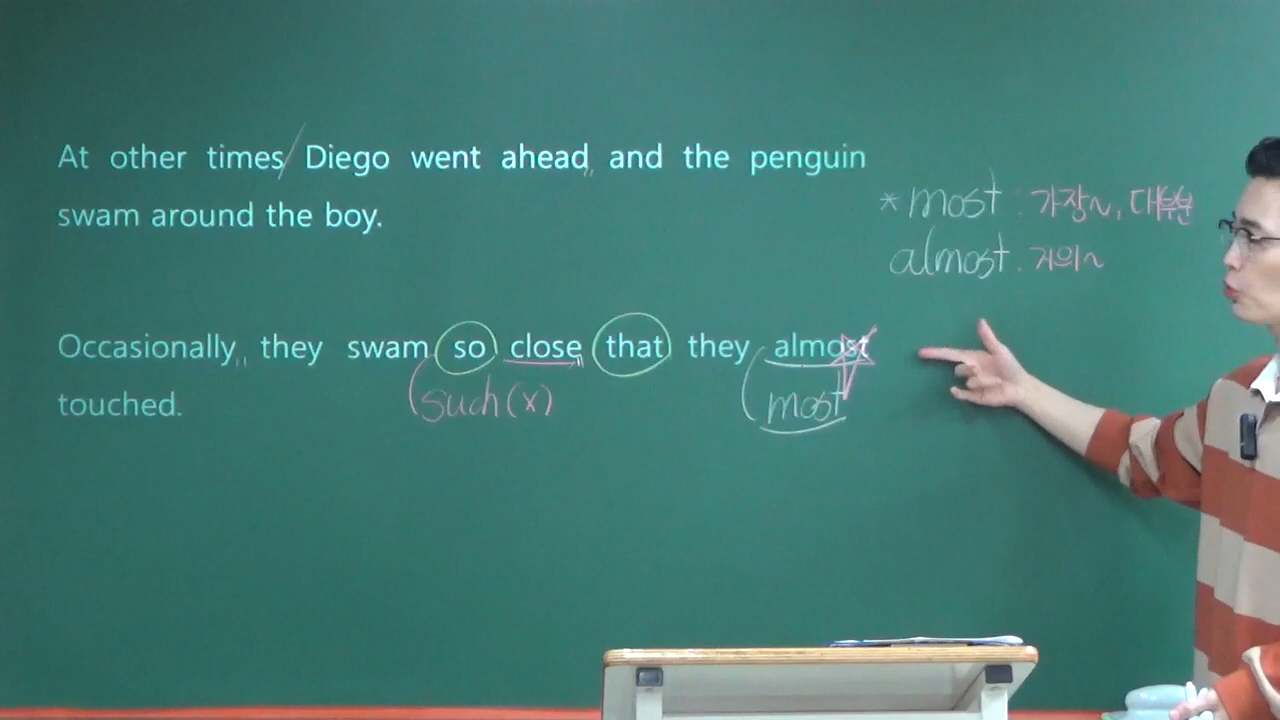 At other times/ Diego went ahead,, and the penguin
swam around the boy.
*most : 가장~, 대부분
almost. 거의~
Occasionally,, they swam so close,, that they almost
such(x)
most
touched.